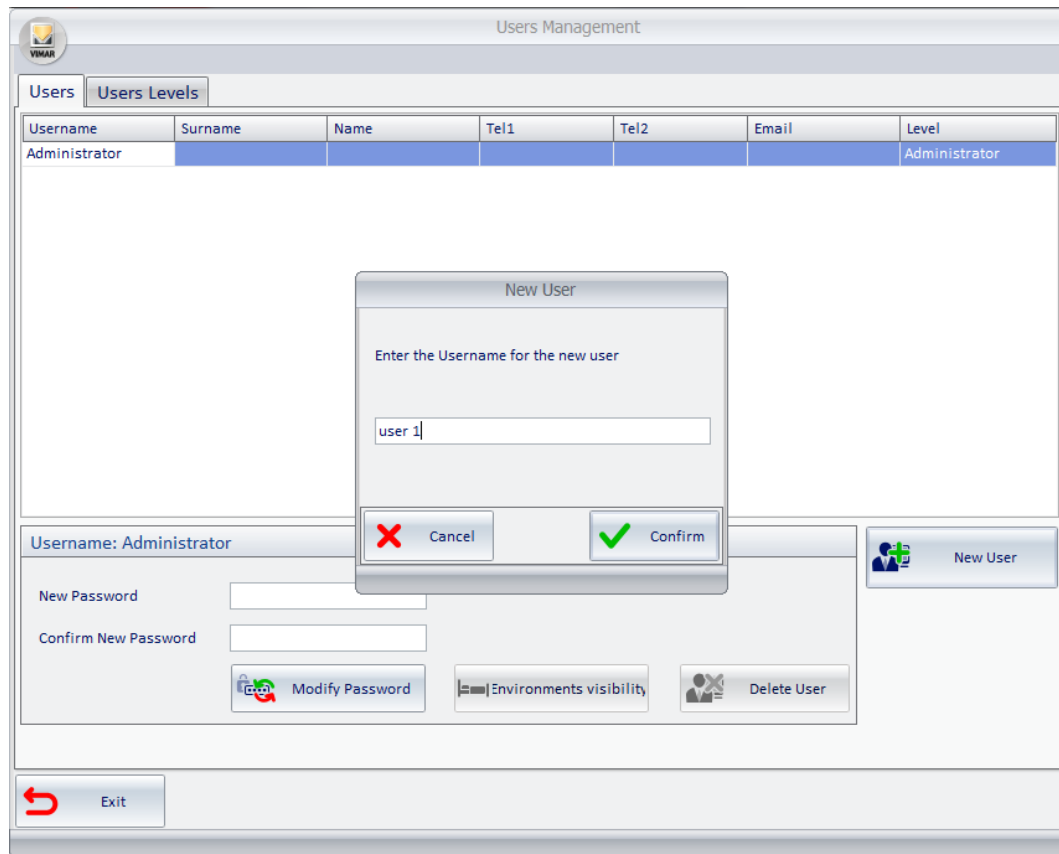 Users Management
VIMAR
Users Users Levels
Username Surname Name Tel1 Tel2 Email Level
Administrator Administrator
New User
Enter the Username for the new user
user 1
Cancel Confirm
Username: Administrator
New User
New Password
Confirm New Password
Modify Password Environments visibility Delete User
Exit